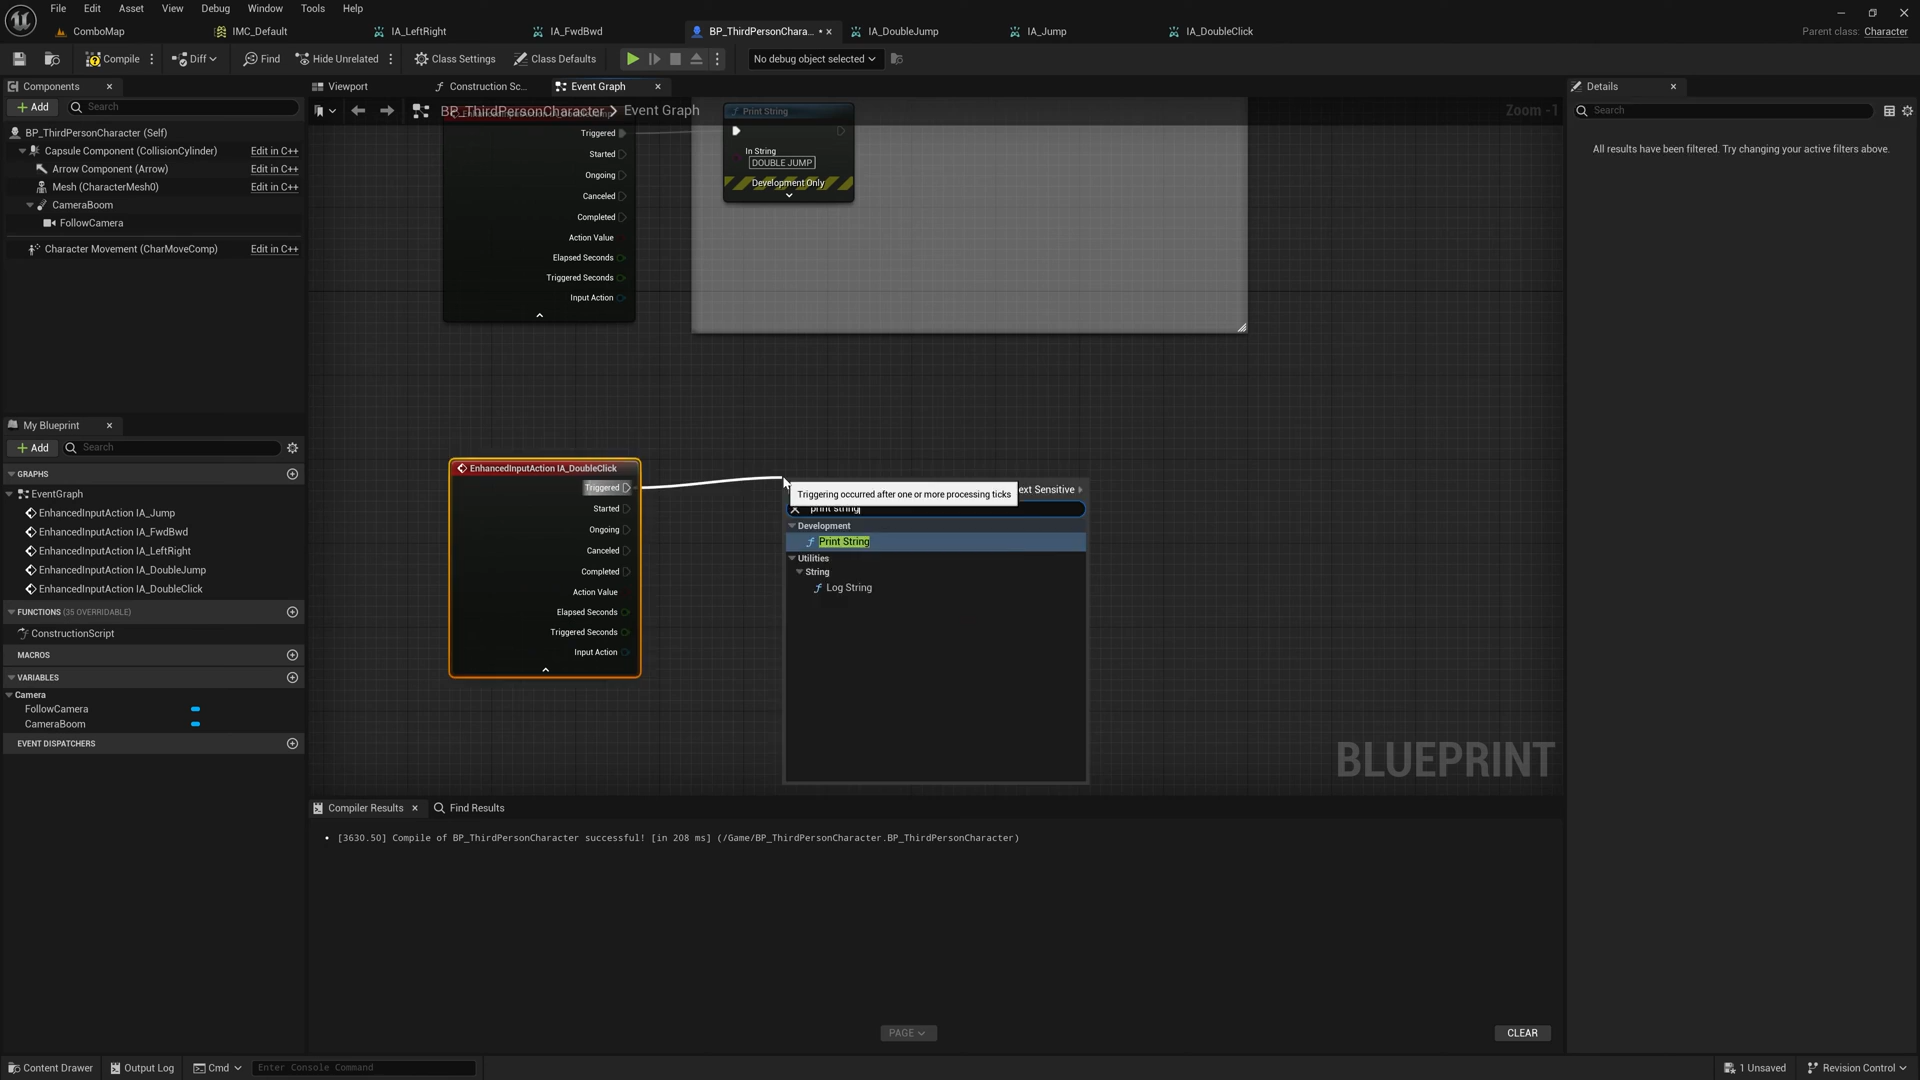 File Edit Asset View Debug Window Tools Help
ComboMap IMC_Default IA_LeftRight IA_FwdBwd BP_ThirdPersonChara... IA_DoubleJump IA_Jump IA_DoubleClick Parent class: Character
Compile Diff Find Hide Unrelated Class Settings Class Defaults No debug object selected
Components
Add Search
BP_ThirdPersonCharacter (Self)
Capsule Component (CollisionCylinder) Edit in C++
Arrow Component (Arrow) Edit in C++
Mesh (CharacterMesh0) Edit in C++
CameraBoom
FollowCamera
Character Movement (CharMoveComp) Edit in C++
My Blueprint
Add Search
GRAPHS
EventGraph
EnhancedInputAction IA_Jump
EnhancedInputAction IA_FwdBwd
EnhancedInputAction IA_LeftRight
EnhancedInputAction IA_DoubleJump
EnhancedInputAction IA_DoubleClick
FUNCTIONS (35 OVERRIDABLE)
ConstructionScript
MACROS
VARIABLES
Camera
FollowCamera
CameraBoom
EVENT DISPATCHERS
Viewport Construction Sc... Event Graph
BP_ThirdPersonCharacter Event Graph Zoom -1
Triggered
Started
Ongoing
Canceled
Completed
Action Value
Elapsed Seconds
Triggered Seconds
Input Action
Print String
In String
DOUBLE JUMP
Development Only
EnhancedInputAction IA_DoubleClick
Triggered
Started
Ongoing
Canceled
Completed
Action Value
Elapsed Seconds
Triggered Seconds
Input Action
ext Sensitive
Triggering occurred after one or more processing ticks
print string
Development
Print String
Utilities
String
Log String
BLUEPRINT
Compiler Results Find Results
[3630.50] Compile of BP_ThirdPersonCharacter successful! [in 208 ms] (/Game/BP_ThirdPersonCharacter.BP_ThirdPersonCharacter)
PAGE CLEAR
Details
Search
All results have been filtered. Try changing your active filters above.
Content Drawer Output Log Cmd Enter Console Command 1 Unsaved Revision Control